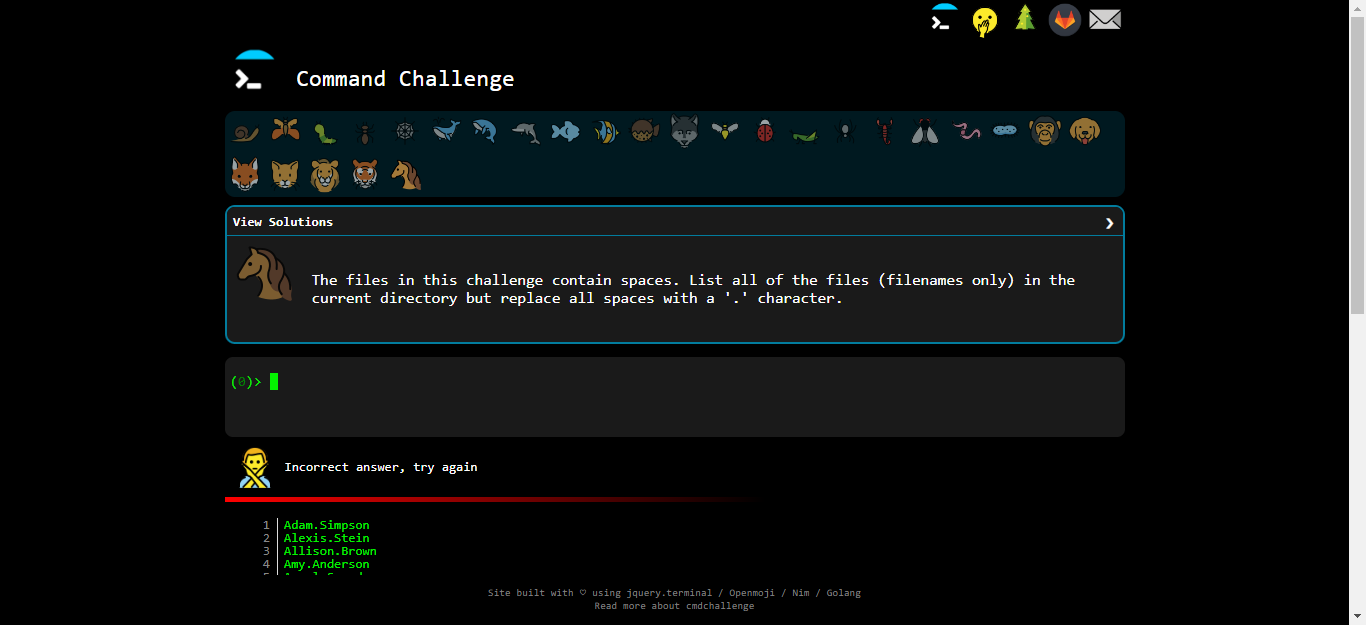 Command Challenge
View Solutions
The files in this challenge contain spaces. List all of the files (filenames only) in the
current directory but replace all spaces with a '.' character.
(0)>
Incorrect answer, try again
1 Adam.Simpson
2 Alexis.Stein
3 Allison.Brown
4 Amy.Anderson
Site built with ♡ using jquery.terminal / Openmoji / Nim / Golang
Read more about cmdchallenge